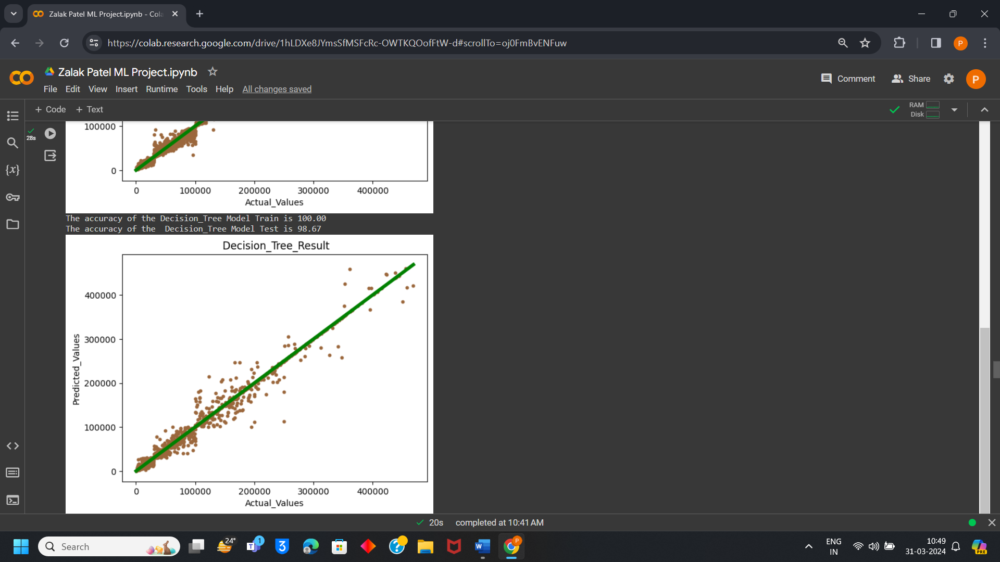 Zalak Patel ML Project.ipynb - Cola
https://colab.research.google.com/drive/1hLDXe8JYmsSfMSFcRc-OWTKQOofFtW-d#scrollTo=oj0FmBvENFuw
P
Zalak Patel ML Project.ipynb
Comment
Share
P
File Edit View Insert Runtime Tools Help All changes saved
+ Code + Text
RAM
Disk
28s
{x}
100000
0
0 100000 200000 300000 400000
Actual_Values
The accuracy of the Decision_Tree Model Train is 100.00
The accuracy of the  Decision_Tree Model Test is 98.67
Decision_Tree_Result
400000
300000
200000
100000
0
Predicted_Values
0 100000 200000 300000 400000
Actual_Values
20s completed at 10:41 AM
Search
24°
T
1
3
?
W
P
ENG
IN
10:49
31-03-2024
PRE